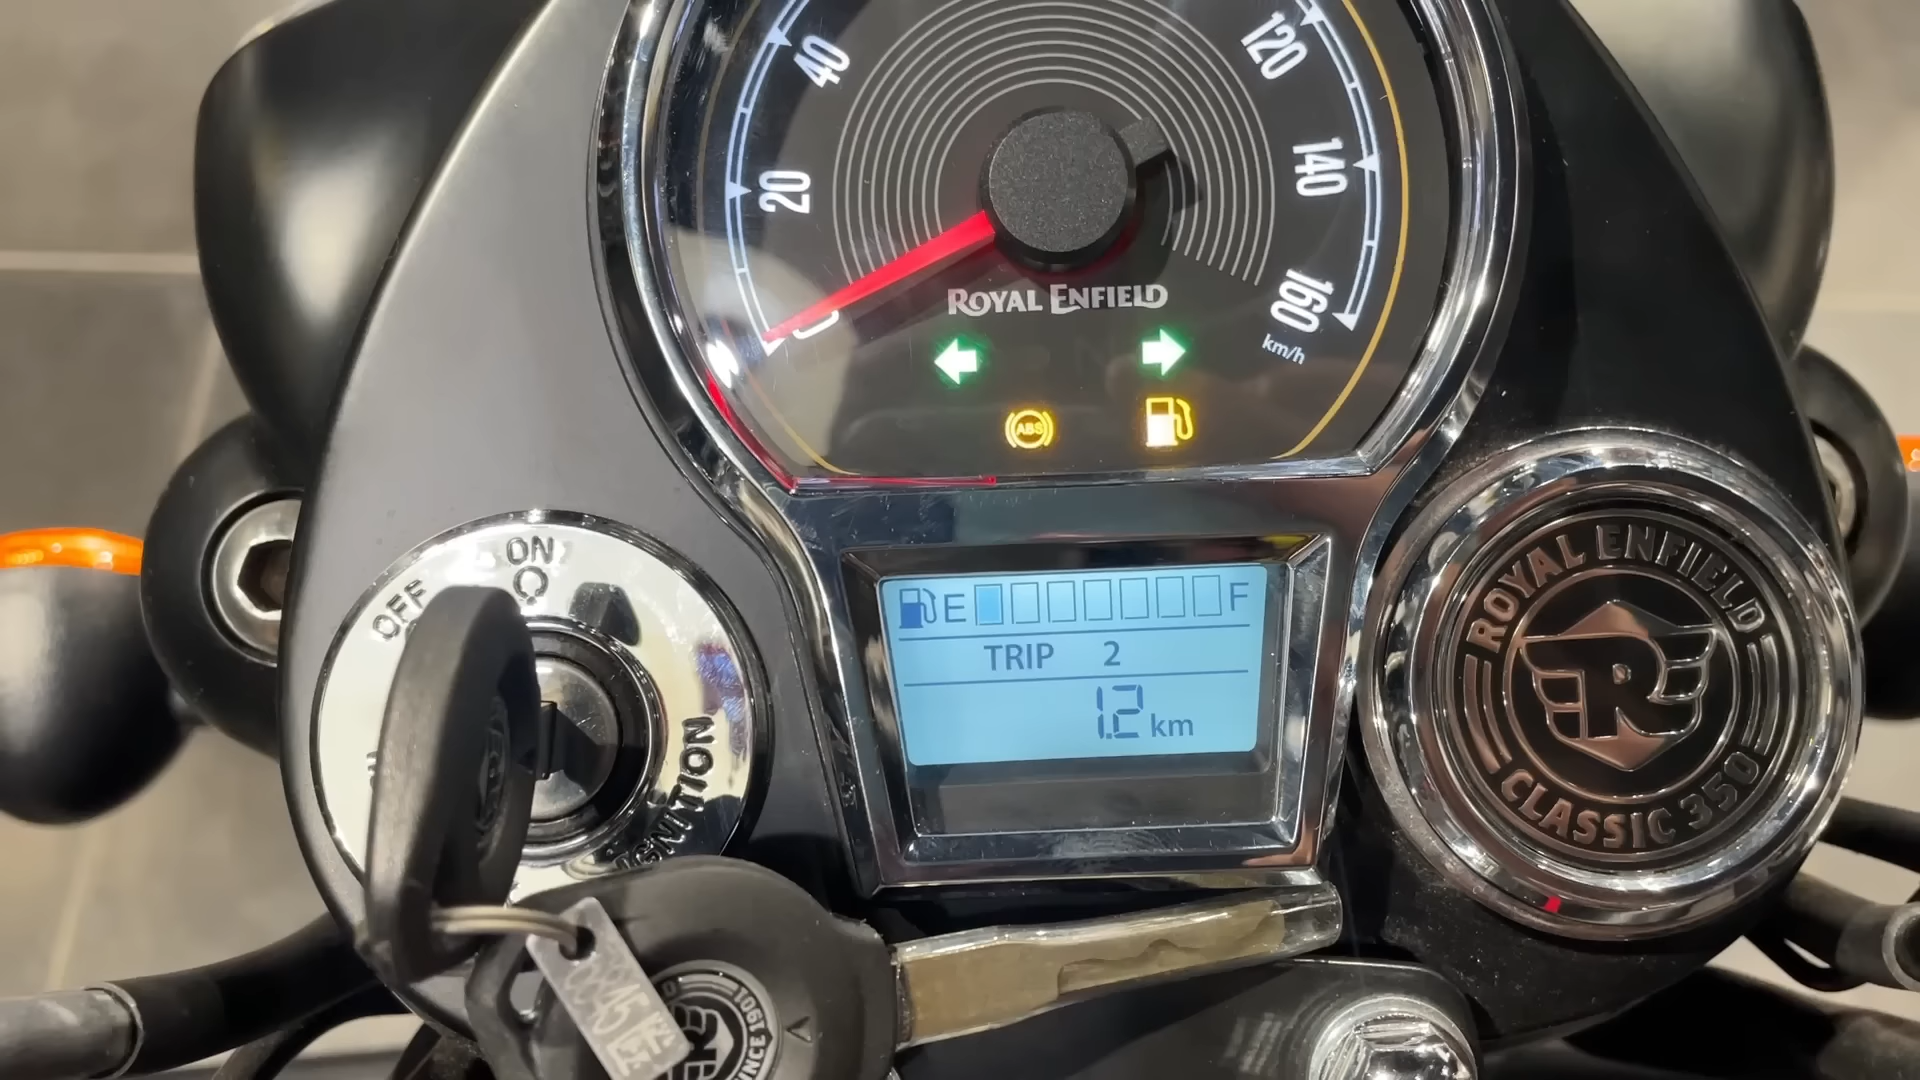 40
120
20
140
0
160
km/h
ROYAL ENFIELD
ABS
ON
OFF
IGNITION
E
F
TRIP 2
1.2 km
ROYAL ENFIELD
R
CLASSIC 350
SINCE 1901